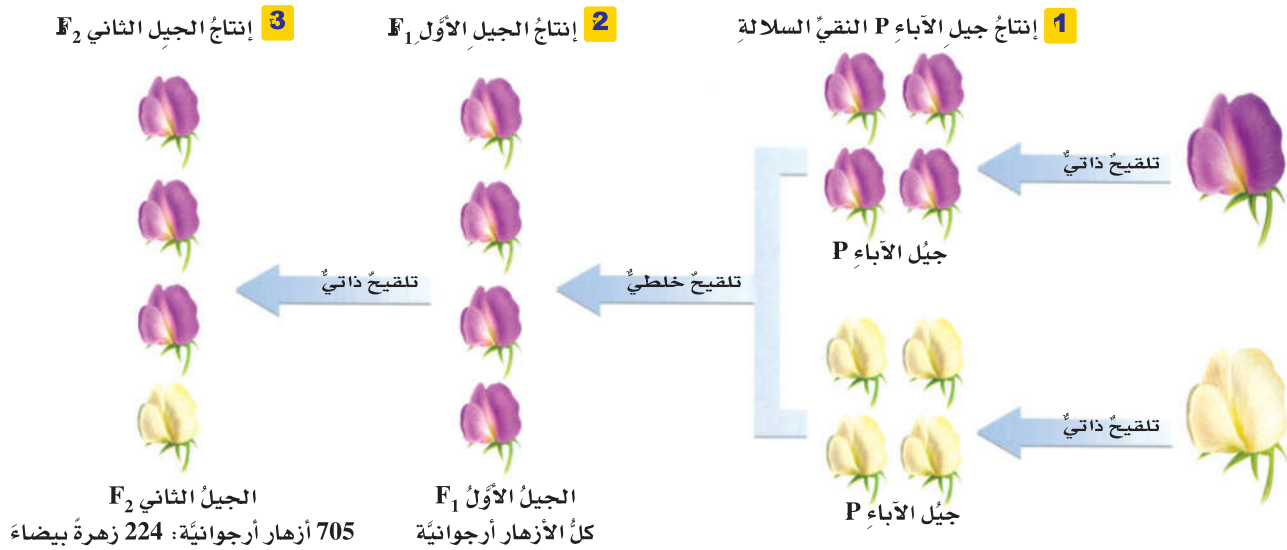 1 إنتاجُ جيلِ الآباءِ P النقيِّ السلالةِ
2 إنتاجُ الجيلِ الأوَّلِ F1
3 إنتاجُ الجيلِ الثاني F2
تلقيحٌ ذاتيٌّ
جيُل الآباءِ P
تلقيحٌ خلطيٌّ
تلقيحٌ ذاتيٌّ
تلقيحٌ ذاتيٌّ
جيُل الآباءِ P
الجيلُ الأوَّلُ F1
كلُّ الأزهار أرجوانيَّة
الجيلُ الثاني F2
705 أزهار أرجوانيَّة: 224 زهرةً بيضاءَ